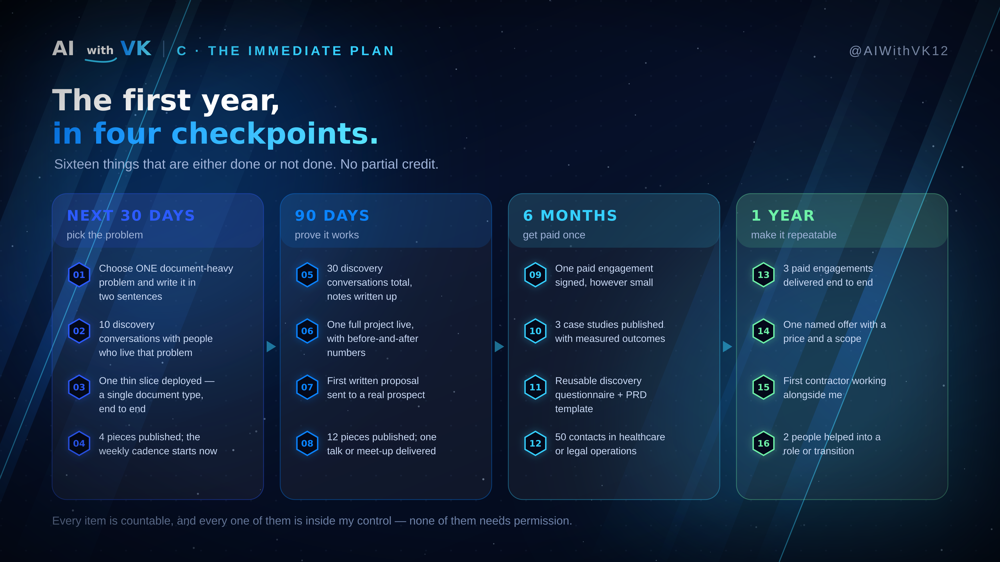 AI with VK | C · THE IMMEDIATE PLAN
@AIWithVK12
The first year,
in four checkpoints.
Sixteen things that are either done or not done. No partial credit.
NEXT 30 DAYS
pick the problem
01
Choose ONE document-heavy
problem and write it in
two sentences
02
10 discovery
conversations with people
who live that problem
03
One thin slice deployed —
a single document type,
end to end
04
4 pieces published; the
weekly cadence starts now
90 DAYS
prove it works
05
30 discovery
conversations total,
notes written up
06
One full project live,
with before-and-after
numbers
07
First written proposal
sent to a real prospect
08
12 pieces published; one
talk or meet-up delivered
6 MONTHS
get paid once
09
One paid engagement
signed, however small
10
3 case studies published
with measured outcomes
11
Reusable discovery
questionnaire + PRD
template
12
50 contacts in healthcare
or legal operations
1 YEAR
make it repeatable
13
3 paid engagements
delivered end to end
14
One named offer with a
price and a scope
15
First contractor working
alongside me
16
2 people helped into a
role or transition
Every item is countable, and every one of them is inside my control — none of them needs permission.